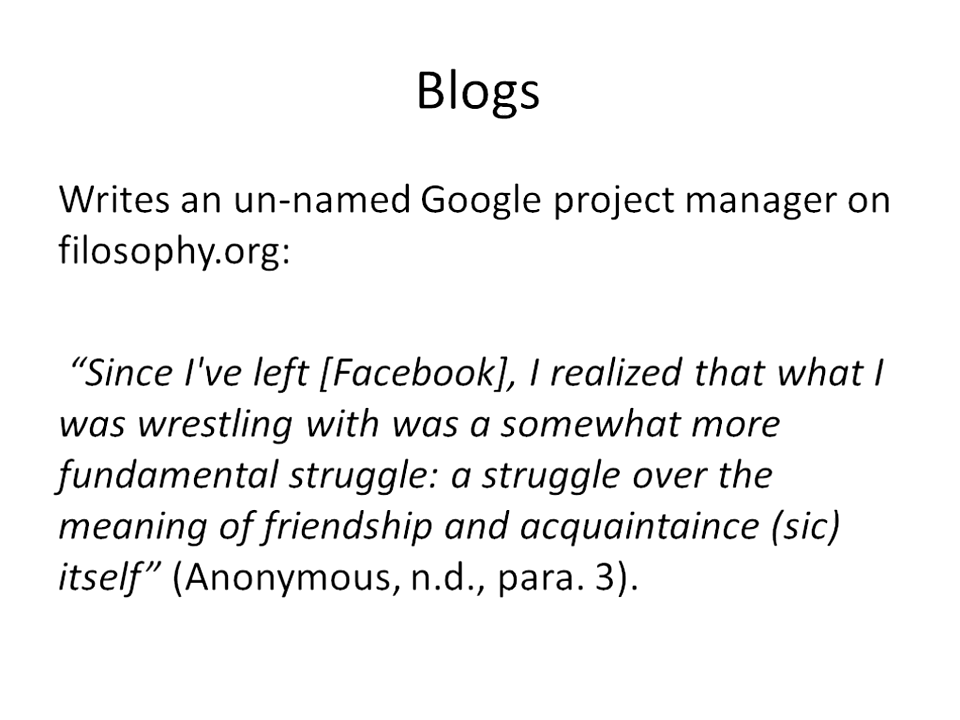 Blogs
Writes an un-named Google project manager on
filosophy.org:
“Since I've left [Facebook], I realized that what I
was wrestling with was a somewhat more
fundamental struggle: a struggle over the
meaning of friendship and acquaintaince (sic)
itself” (Anonymous, n.d., para. 3).